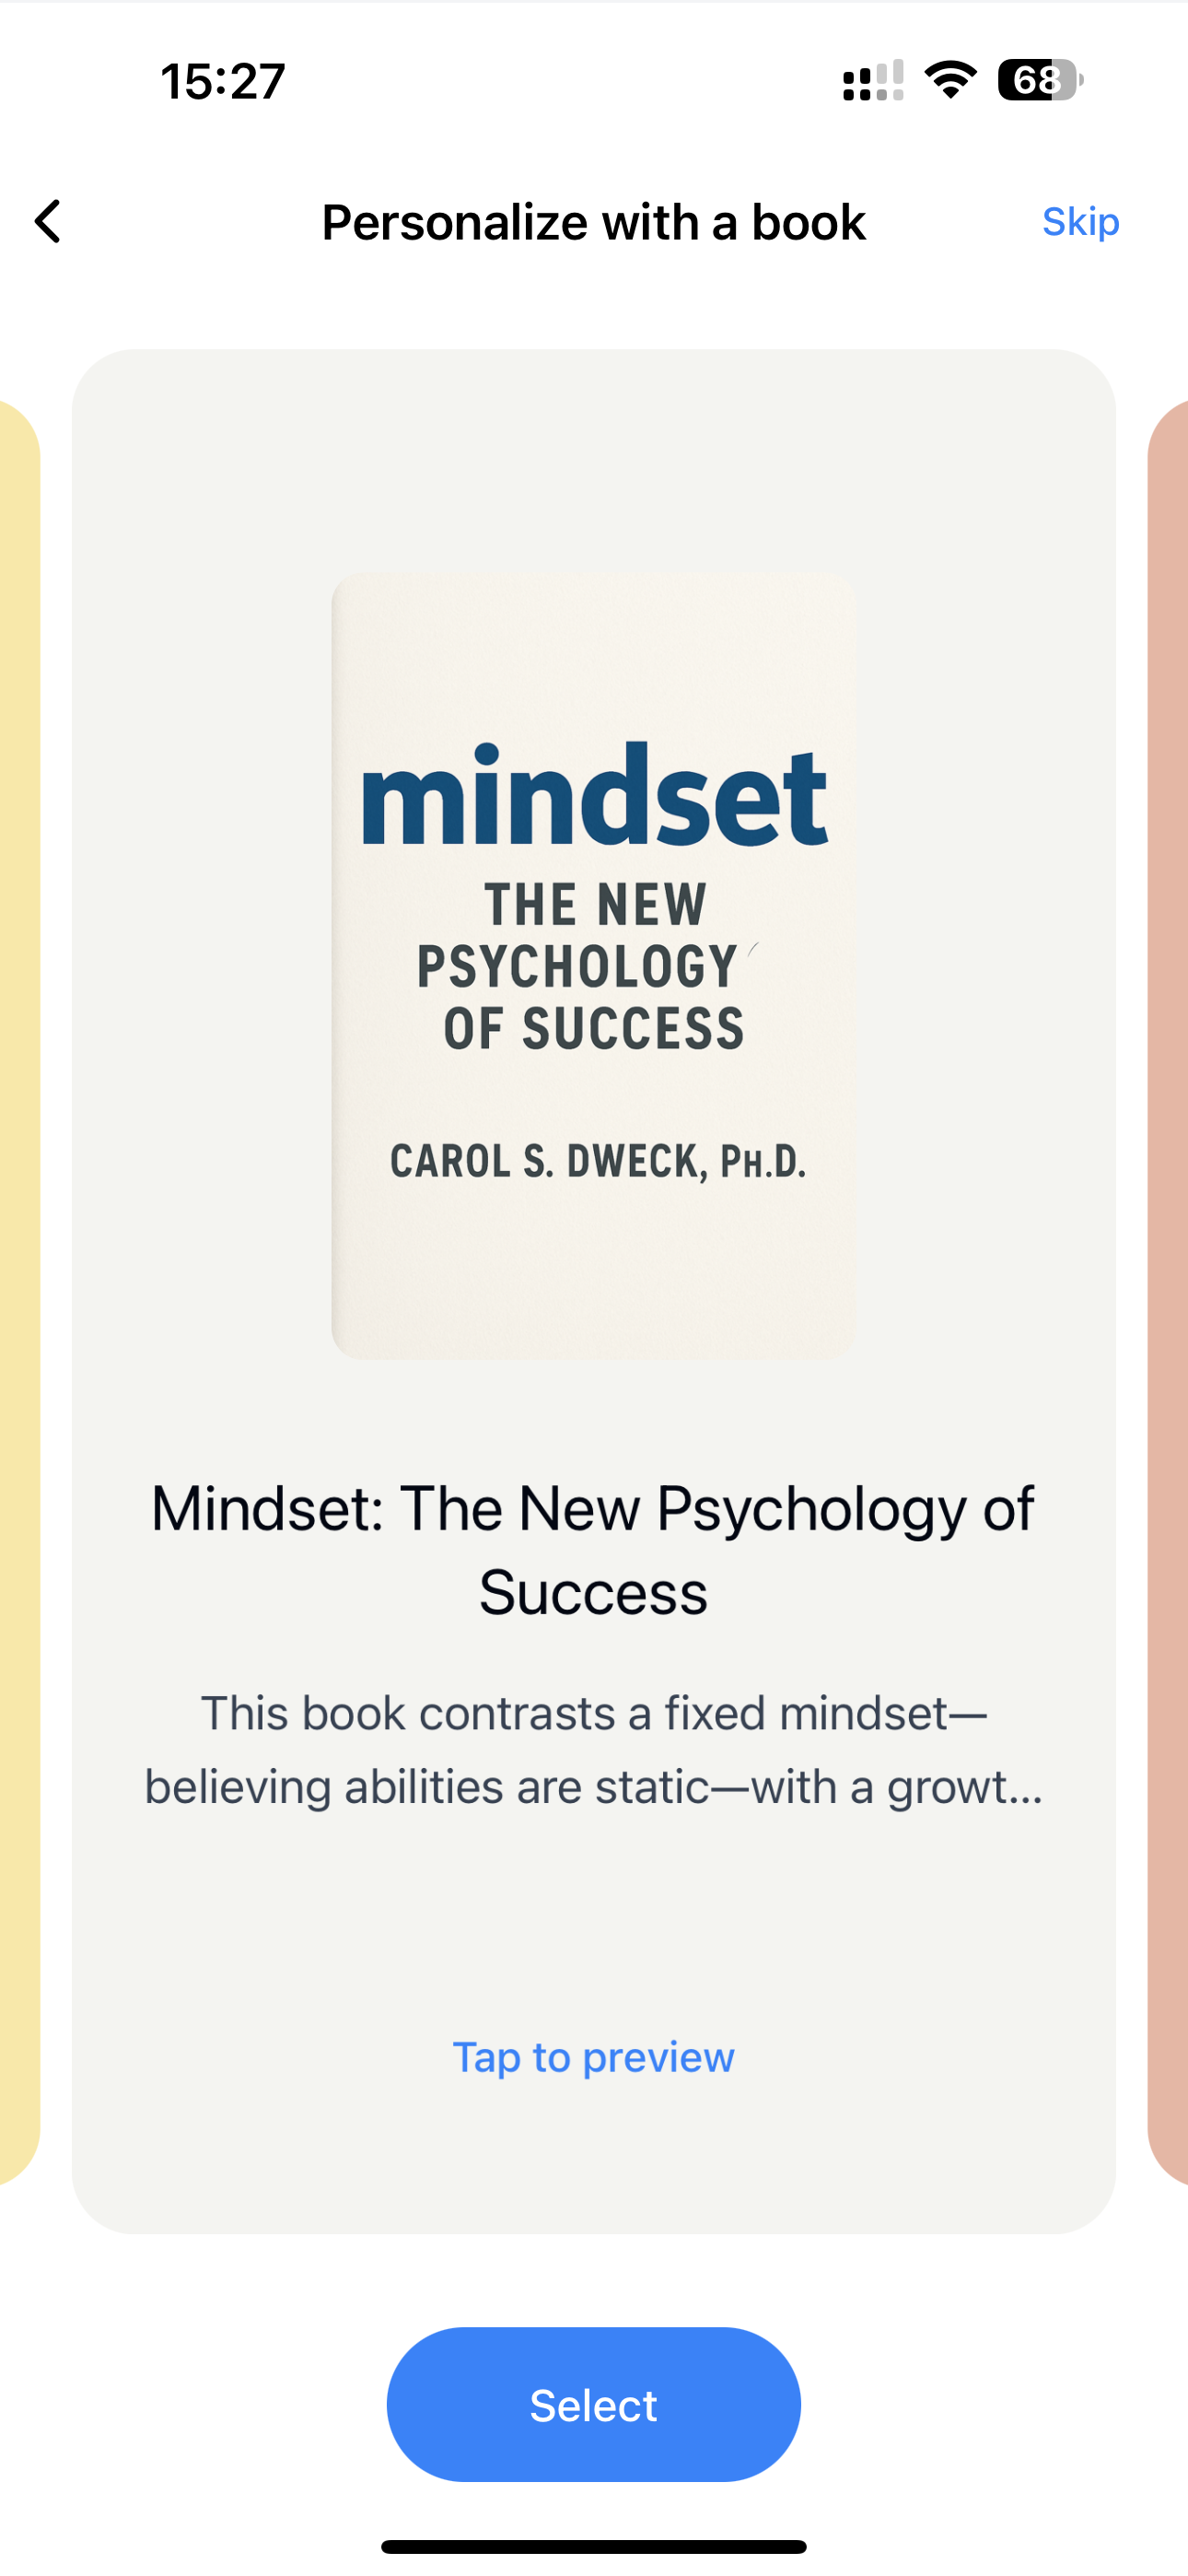 15:27
68
Personalize with a book
Skip
mindset
THE NEW
PSYCHOLOGY
OF SUCCESS
CAROL S. DWECK, PH.D.
Mindset: The New Psychology of
Success
This book contrasts a fixed mindset—
believing abilities are static—with a growt...
Tap to preview
Select